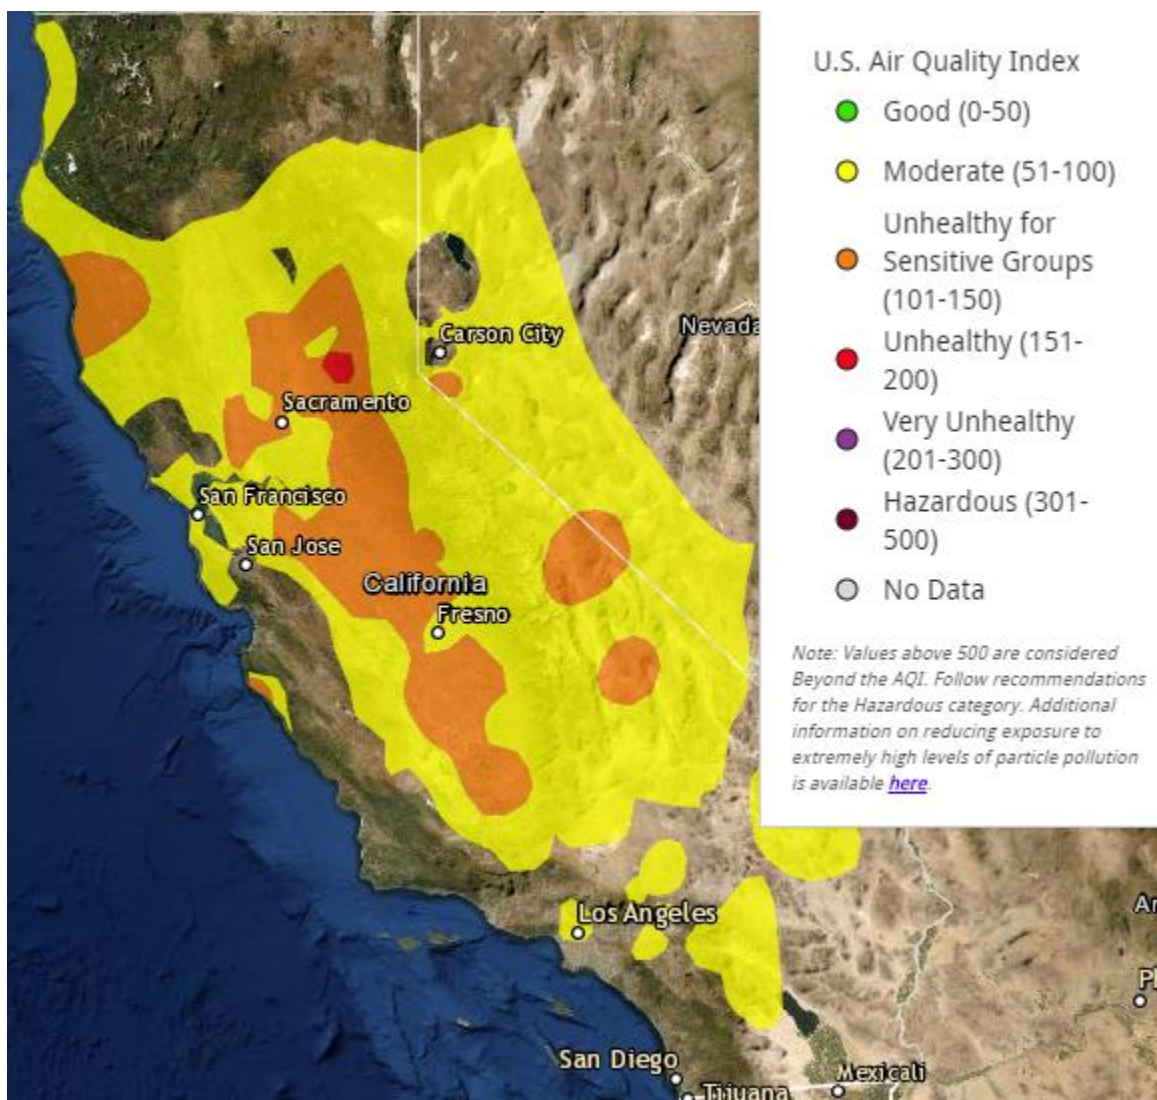 U.S. Air Quality Index
Good (0-50)
Moderate (51-100)
Unhealthy for
Sensitive Groups
(101-150)
Unhealthy (151-
200)
Very Unhealthy
(201-300)
Hazardous (301-
500)
No Data
Note: Values above 500 are considered
Beyond the AQI. Follow recommendations
for the Hazardous category. Additional
information on reducing exposure to
extremely high levels of particle pollution
is available here.
Nevada
Carson City
Sacramento
San Francisco
San Jose
California
Fresno
Los Angeles
Ar
Pl
San Diego
Tijuana
Mexicali